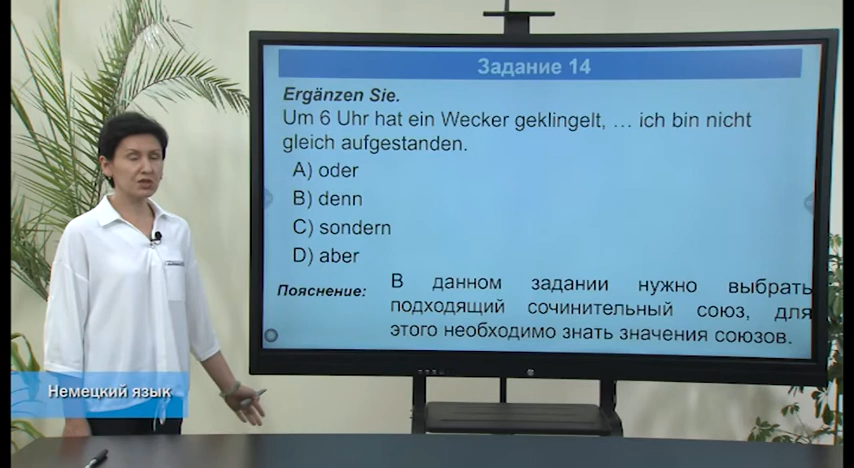 Задание 14
Ergänzen Sie.
Um 6 Uhr hat ein Wecker geklingelt, … ich bin nicht
gleich aufgestanden.
A) oder
B) denn
C) sondern
D) aber
Пояснение:
В данном задании нужно выбрать
подходящий сочинительный союз, для
этого необходимо знать значения союзов.
Немецкий язык